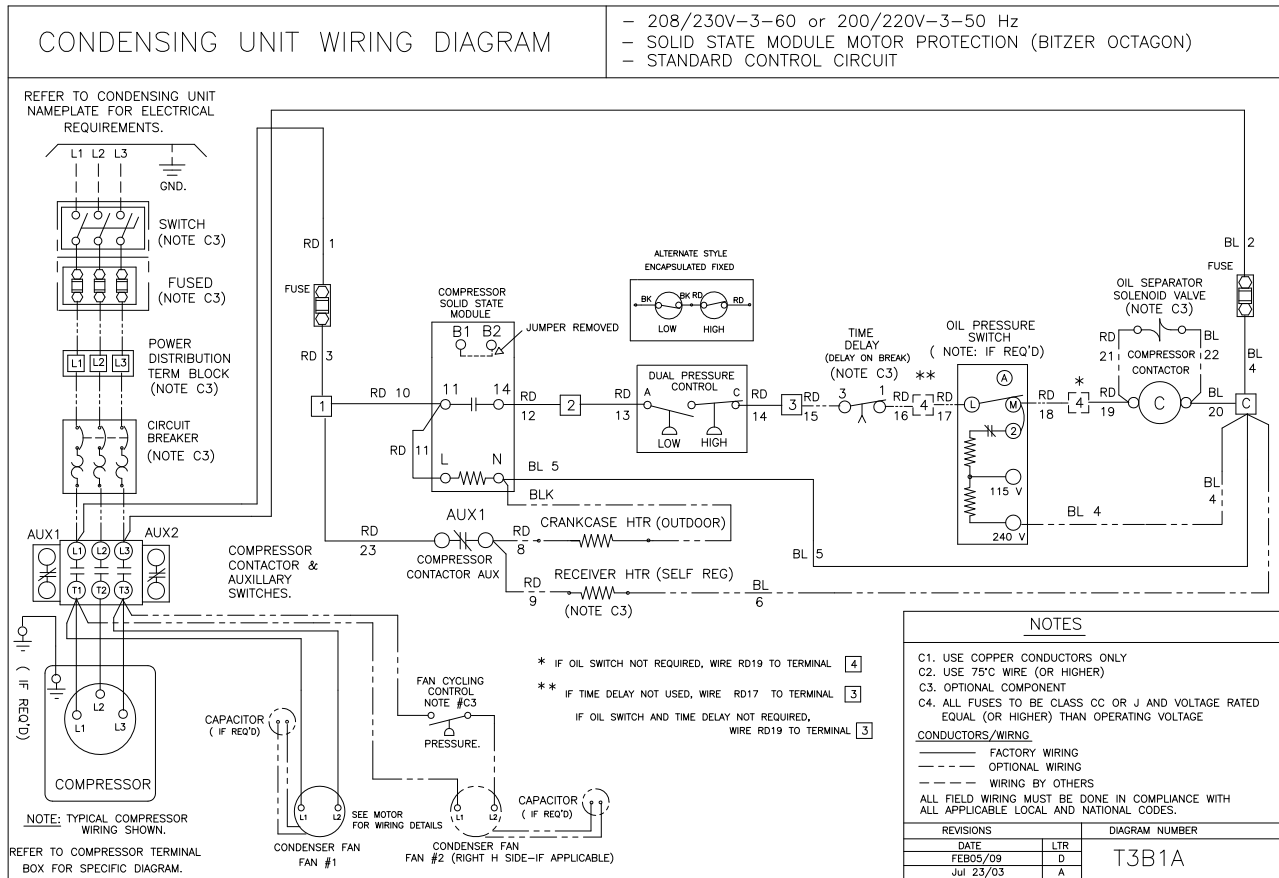 CONDENSING UNIT WIRING DIAGRAM
– 208/230V–3–60 or 200/220V–3–50 Hz
– SOLID STATE MODULE MOTOR PROTECTION (BITZER OCTAGON)
– STANDARD CONTROL CIRCUIT
REFER TO CONDENSING UNIT
NAMEPLATE FOR ELECTRICAL
REQUIREMENTS.
L1 L2 L3
GND.
SWITCH
(NOTE C3)
FUSED
(NOTE C3)
POWER
DISTRIBUTION
TERM BLOCK
(NOTE C3)
L1 L2 L3
CIRCUIT
BREAKER
(NOTE C3)
AUX1
AUX2
L1 L2 L3
T1 T2 T3
COMPRESSOR
CONTACTOR &
AUXILLARY
SWITCHES.
( IF REQ'D)
L1
L2
L3
COMPRESSOR
NOTE: TYPICAL COMPRESSOR
WIRING SHOWN.
REFER TO COMPRESSOR TERMINAL
BOX FOR SPECIFIC DIAGRAM.
RD 1
FUSE
RD 3
1
RD 10
RD 11
COMPRESSOR
SOLID STATE
MODULE
B1 B2
JUMPER REMOVED
11 14
L N
RD
12
2
RD
13
ALTERNATE STYLE
ENCAPSULATED FIXED
BK
BK RD
RD
LOW HIGH
DUAL PRESSURE
CONTROL
A C
LOW HIGH
RD
14
3
RD
15
TIME
DELAY
(DELAY ON BREAK)
(NOTE C3)
3 1
RD
16
**
4
RD
17
OIL PRESSURE
SWITCH
( NOTE: IF REQ'D)
A
L
M
2
115 V
240 V
RD
18
*
4
RD
19
OIL SEPARATOR
SOLENOID VALVE
(NOTE C3)
RD
21
BL
22
COMPRESSOR
CONTACTOR
C
BL
20
C
BL 2
FUSE
BL
4
BL
4
BL 4
BL 5
BLK
BL 5
RD
23
AUX1
COMPRESSOR
CONTACTOR AUX
RD
8
CRANKCASE HTR (OUTDOOR)
RD
9
RECEIVER HTR (SELF REG)
(NOTE C3)
BL
6
* IF OIL SWITCH NOT REQUIRED, WIRE RD19 TO TERMINAL 4
** IF TIME DELAY NOT USED, WIRE RD17 TO TERMINAL 3
IF OIL SWITCH AND TIME DELAY NOT REQUIRED,
WIRE RD19 TO TERMINAL 3
FAN CYCLING
CONTROL
NOTE #C3
PRESSURE.
CAPACITOR
( IF REQ'D)
L1 L2
SEE MOTOR
FOR WIRING DETAILS
CONDENSER FAN
FAN #1
L1 L2
CAPACITOR
( IF REQ'D)
CONDENSER FAN
FAN #2 (RIGHT H SIDE–IF APPLICABLE)
NOTES
C1. USE COPPER CONDUCTORS ONLY
C2. USE 75°C WIRE (OR HIGHER)
C3. OPTIONAL COMPONENT
C4. ALL FUSES TO BE CLASS CC OR J AND VOLTAGE RATED
EQUAL (OR HIGHER) THAN OPERATING VOLTAGE
CONDUCTORS/WIRNG
FACTORY WIRING
OPTIONAL WIRING
WIRING BY OTHERS
ALL FIELD WIRING MUST BE DONE IN COMPLIANCE WITH
ALL APPLICABLE LOCAL AND NATIONAL CODES.
REVISIONS
DIAGRAM NUMBER
DATE LTR
FEB05/09 D
Jul 23/03 A
T3B1A